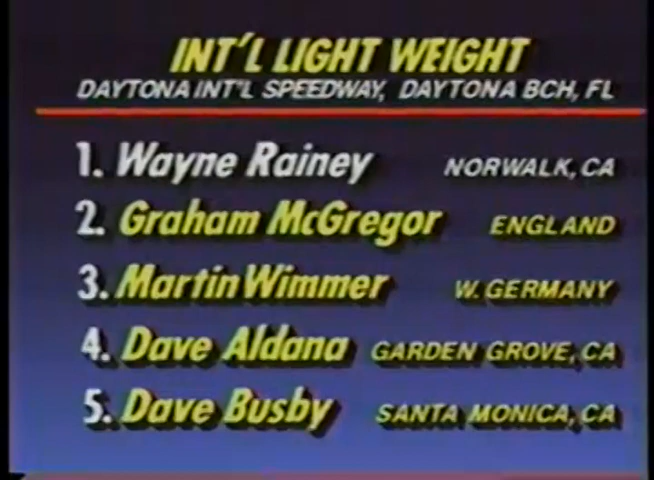 INT'L LIGHT WEIGHT
DAYTONA INT'L SPEEDWAY, DAYTONA BCH, FL
1. Wayne Rainey NORWALK, CA
2. Graham McGregor ENGLAND
3. Martin Wimmer W. GERMANY
4. Dave Aldana GARDEN GROVE, CA
5. Dave Busby SANTA MONICA, CA